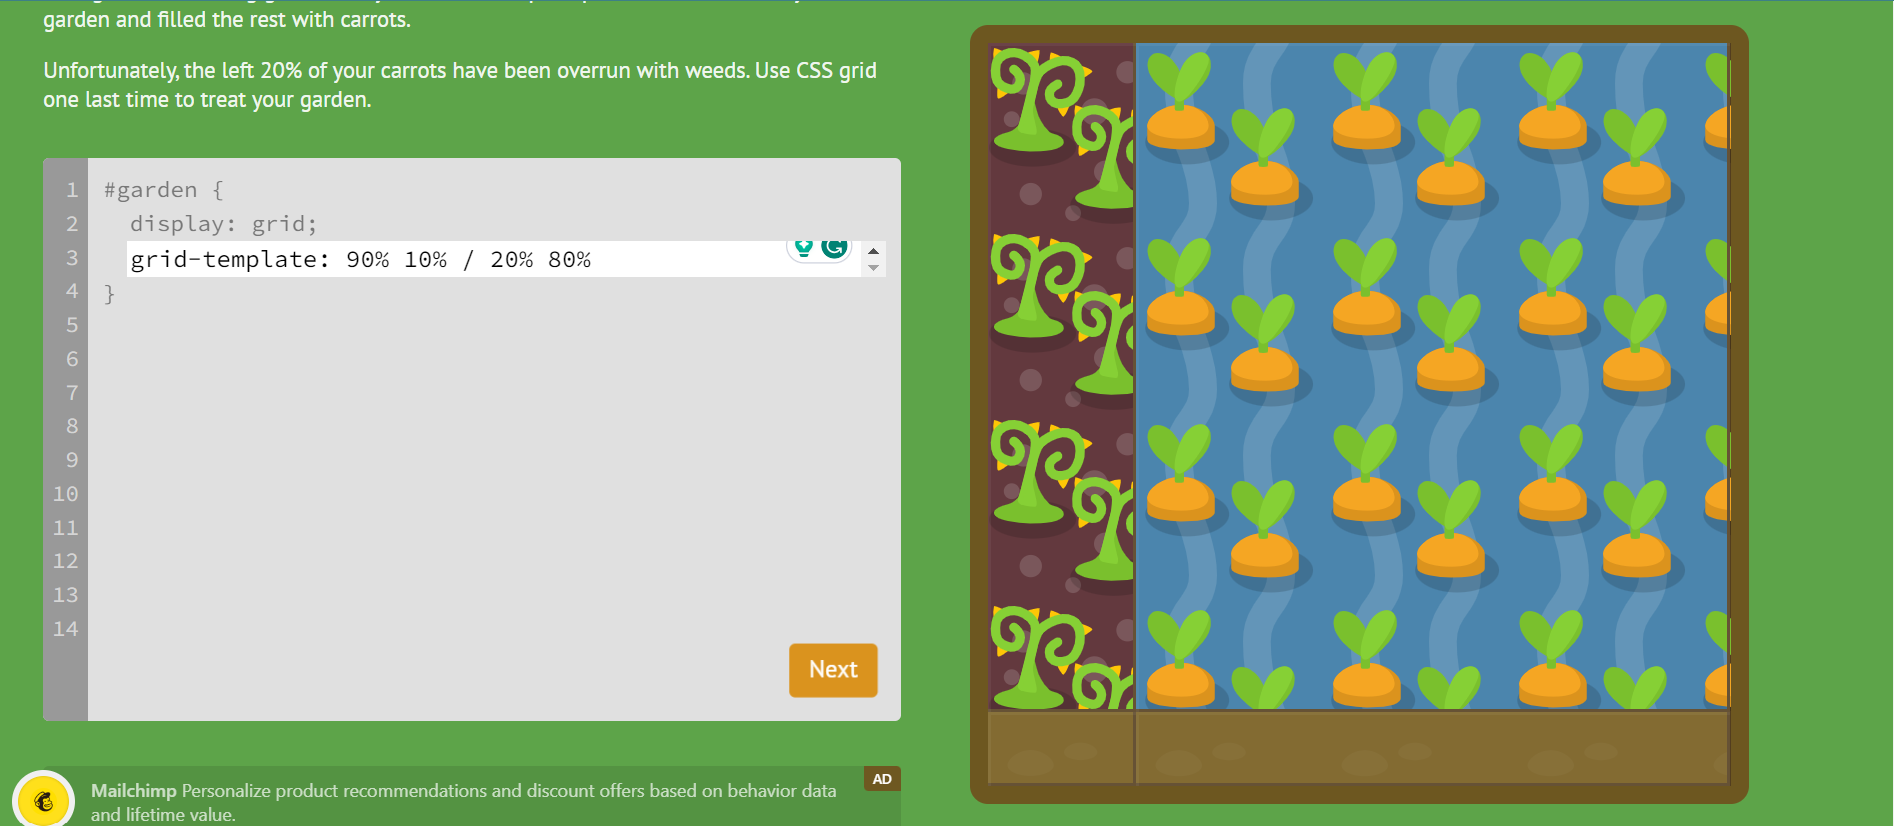 garden and filled the rest with carrots.
Unfortunately, the left 20% of your carrots have been overrun with weeds. Use CSS grid
one last time to treat your garden.
1 #garden {
2 display: grid;
3 grid-template: 90% 10% / 20% 80%
4 }
5
6
7
8
9
10
11
12
13
14
Next
AD
Mailchimp Personalize product recommendations and discount offers based on behavior data
and lifetime value.